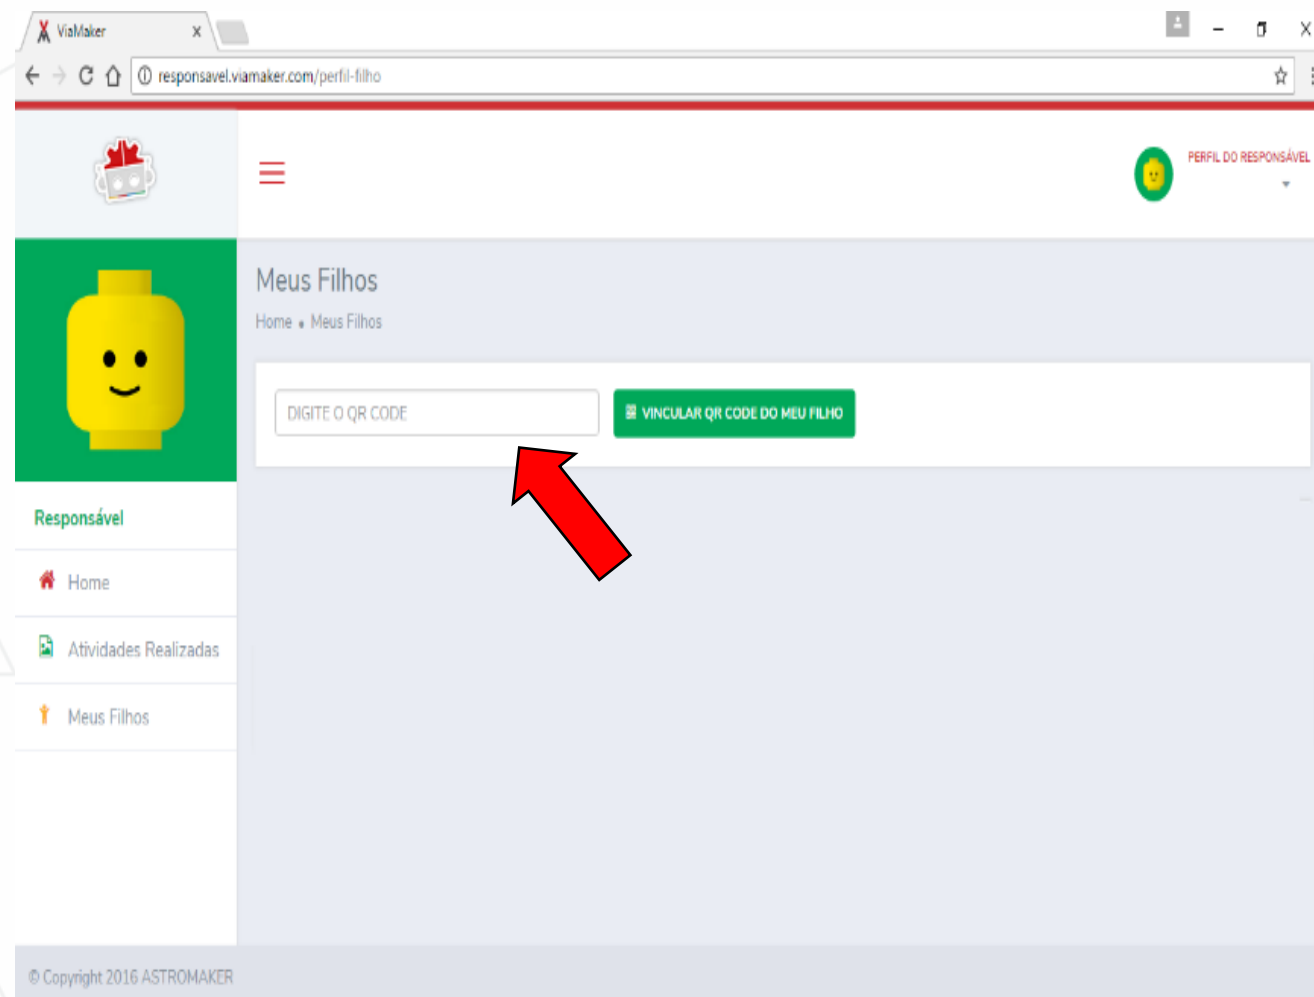 ViaMaker
responsavel.viamaker.com/perfil-filho
PERFIL DO RESPONSÁVEL
Meus Filhos
Home • Meus Filhos
DIGITE O QR CODE
VINCULAR QR CODE DO MEU FILHO
Responsável
Home
Atividades Realizadas
Meus Filhos
© Copyright 2016 ASTROMAKER